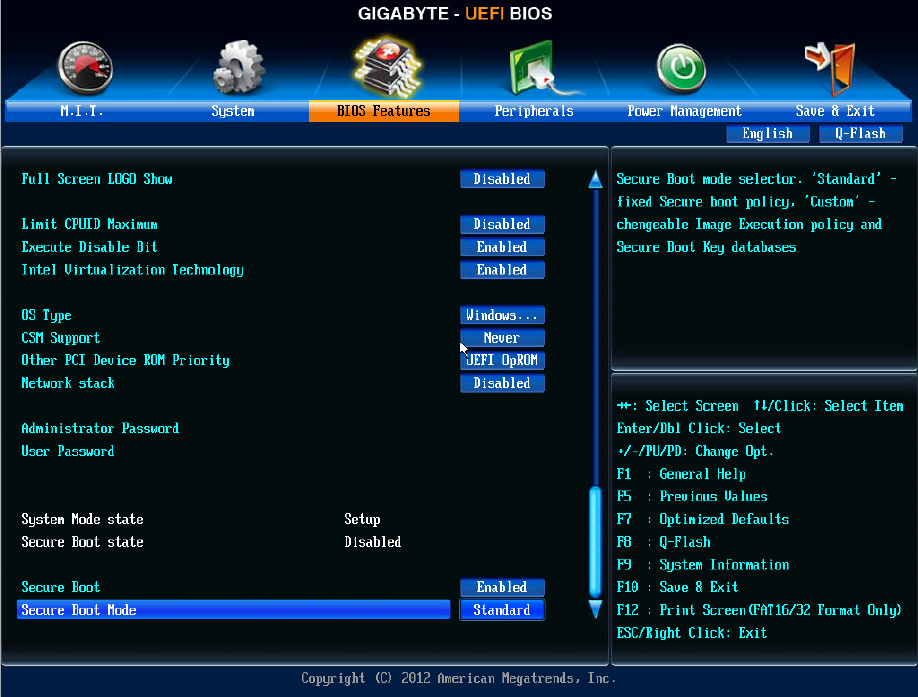 GIGABYTE - UEFI BIOS
M.I.T. System BIOS Features Peripherals Power Management Save & Exit
English Q-Flash
Full Screen LOGO Show Disabled
Limit CPUID Maximum Disabled
Execute Disable Bit Enabled
Intel Virtualization Technology Enabled
OS Type Windows...
CSM Support Never
Other PCI Device ROM Priority UEFI OpROM
Network stack Disabled
Administrator Password
User Password
System Mode state Setup
Secure Boot state Disabled
Secure Boot Enabled
Secure Boot Mode Standard
Secure Boot mode selector. 'Standard' -
fixed Secure boot policy, 'Custom' -
chengeable Image Execution policy and
Secure Boot Key databases
→←: Select Screen ↑↓/Click: Select Item
Enter/Dbl Click: Select
+/-/PU/PD: Change Opt.
F1 : General Help
F5 : Previous Values
F7 : Optimized Defaults
F8 : Q-Flash
F9 : System Information
F10 : Save & Exit
F12 : Print Screen(FAT16/32 Format Only)
ESC/Right Click: Exit
Copyright (C) 2012 American Megatrends, Inc.